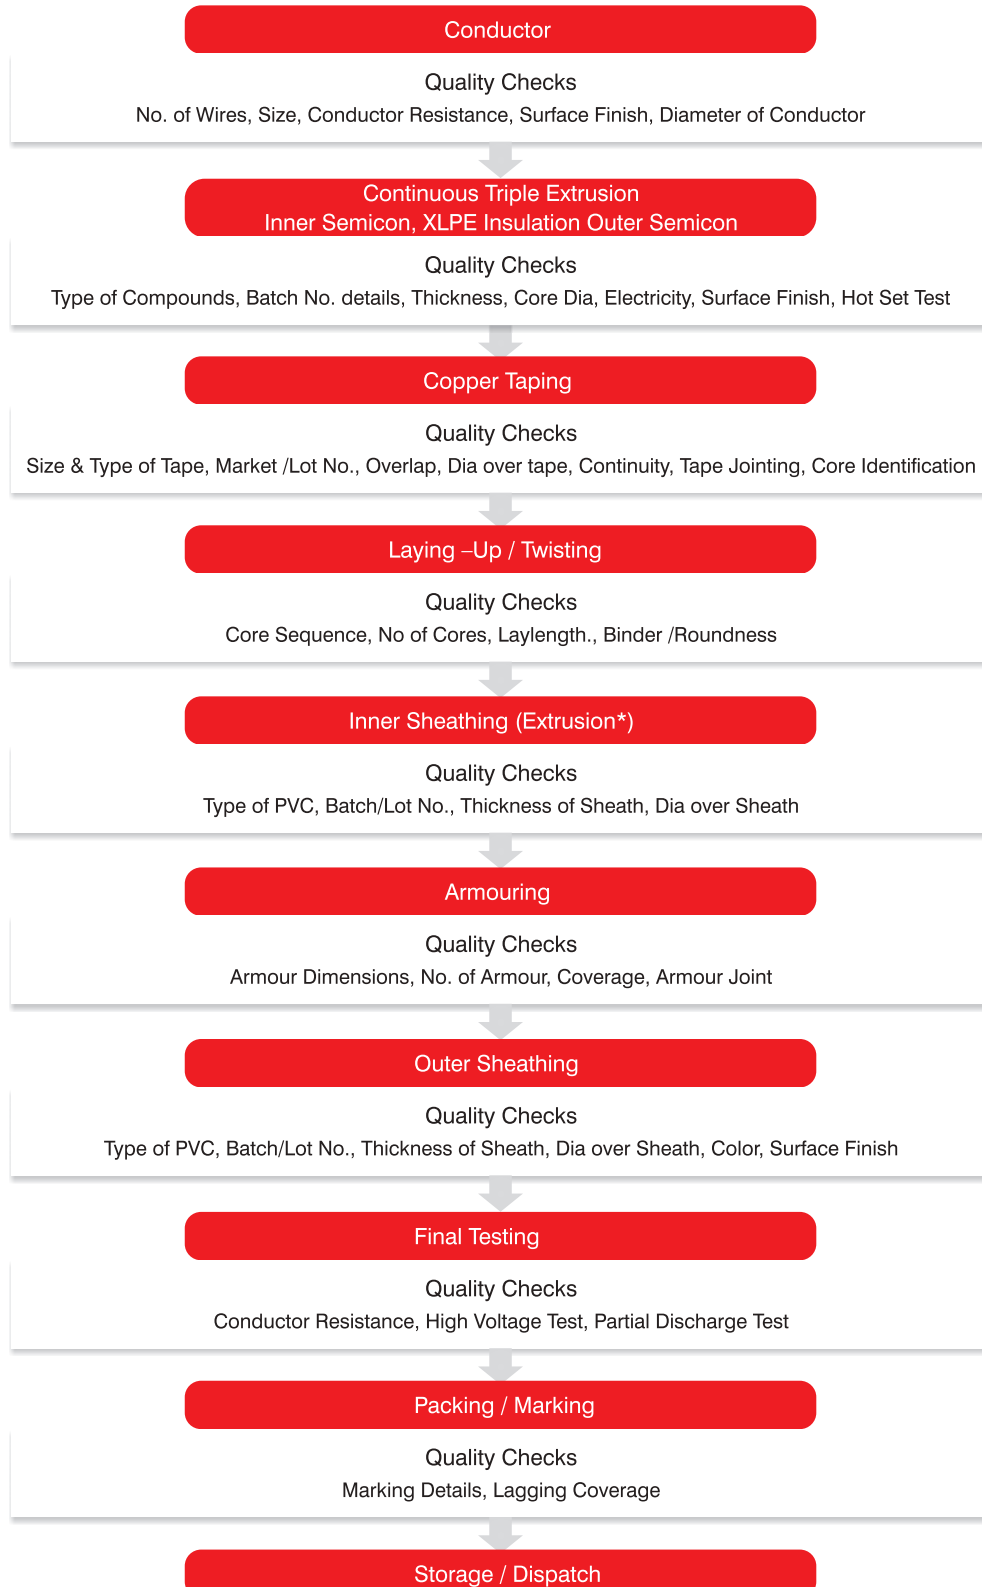 Conductor
Quality Checks
No. of Wires, Size, Conductor Resistance, Surface Finish, Diameter of Conductor
Continuous Triple Extrusion
Inner Semicon, XLPE Insulation Outer Semicon
Quality Checks
Type of Compounds, Batch No. details, Thickness, Core Dia, Electricity, Surface Finish, Hot Set Test
Copper Taping
Quality Checks
Size & Type of Tape, Market /Lot No., Overlap, Dia over tape, Continuity, Tape Jointing, Core Identification
Laying –Up / Twisting
Quality Checks
Core Sequence, No of Cores, Laylength., Binder /Roundness
Inner Sheathing (Extrusion*)
Quality Checks
Type of PVC, Batch/Lot No., Thickness of Sheath, Dia over Sheath
Armouring
Quality Checks
Armour Dimensions, No. of Armour, Coverage, Armour Joint
Outer Sheathing
Quality Checks
Type of PVC, Batch/Lot No., Thickness of Sheath, Dia over Sheath, Color, Surface Finish
Final Testing
Quality Checks
Conductor Resistance, High Voltage Test, Partial Discharge Test
Packing / Marking
Quality Checks
Marking Details, Lagging Coverage
Storage / Dispatch